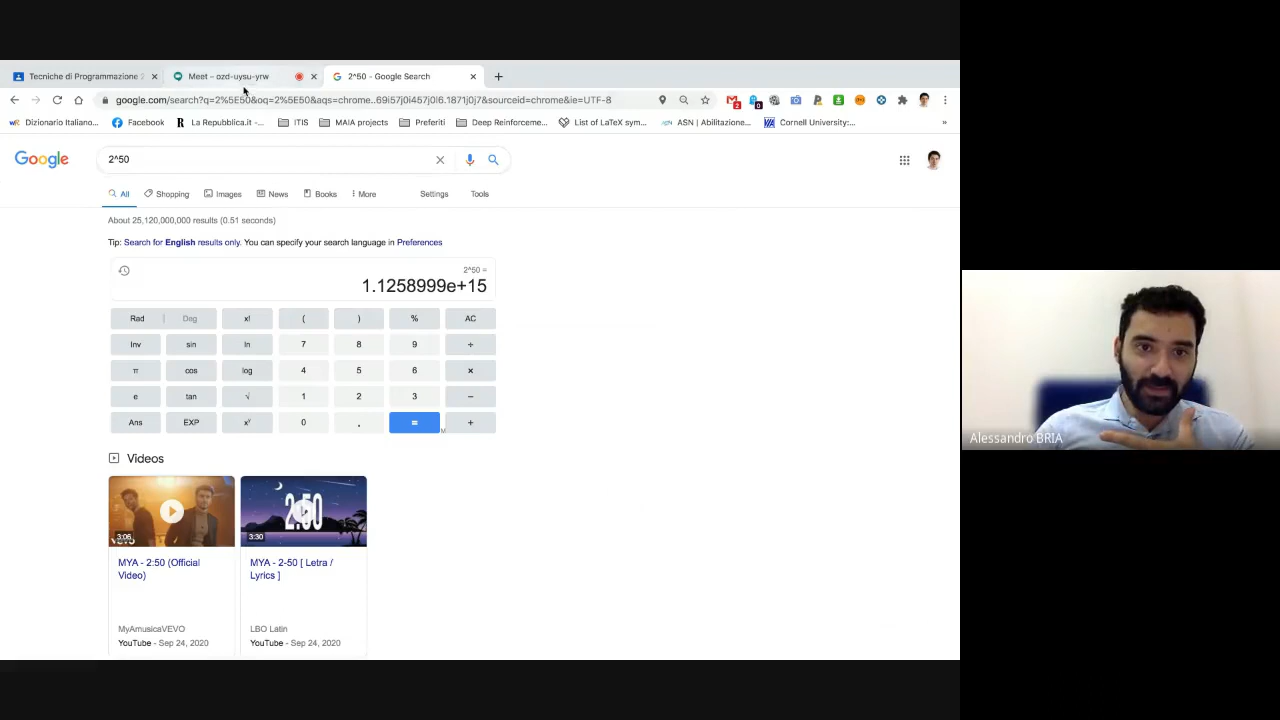 Tecniche di Programmazione 2
Meet – ozd-uysu-yrw
2^50 - Google Search
google.com/search?q=2%5E50&oq=2%5E50&aqs=chrome..69i57j0i457j0l6.1871j0j7&sourceid=chrome&ie=UTF-8
Dizionario Italiano...
Facebook
La Repubblica.it -...
ITIS
MAIA projects
Preferiti
Deep Reinforceme...
List of LaTeX sym...
ASN | Abilitazione...
Cornell University:...
»
Google
2^50
All
Shopping
Images
News
Books
More
Settings
Tools
About 25,120,000,000 results (0.51 seconds)
Tip: Search for English results only. You can specify your search language in Preferences
2^50 =
1.1258999e+15
Rad | Deg x! ( ) % AC
Inv sin ln 7 8 9 ÷
π cos log 4 5 6 ×
e tan √ 1 2 3 −
Ans EXP xʸ 0 . = +
Videos
2:50
3:06
3:30
MYA - 2:50 (Official
Video)
MYA - 2-50 [ Letra /
Lyrics ]
MyAmusicaVEVO
YouTube - Sep 24, 2020
LBO Latin
YouTube - Sep 24, 2020
Alessandro BRIA